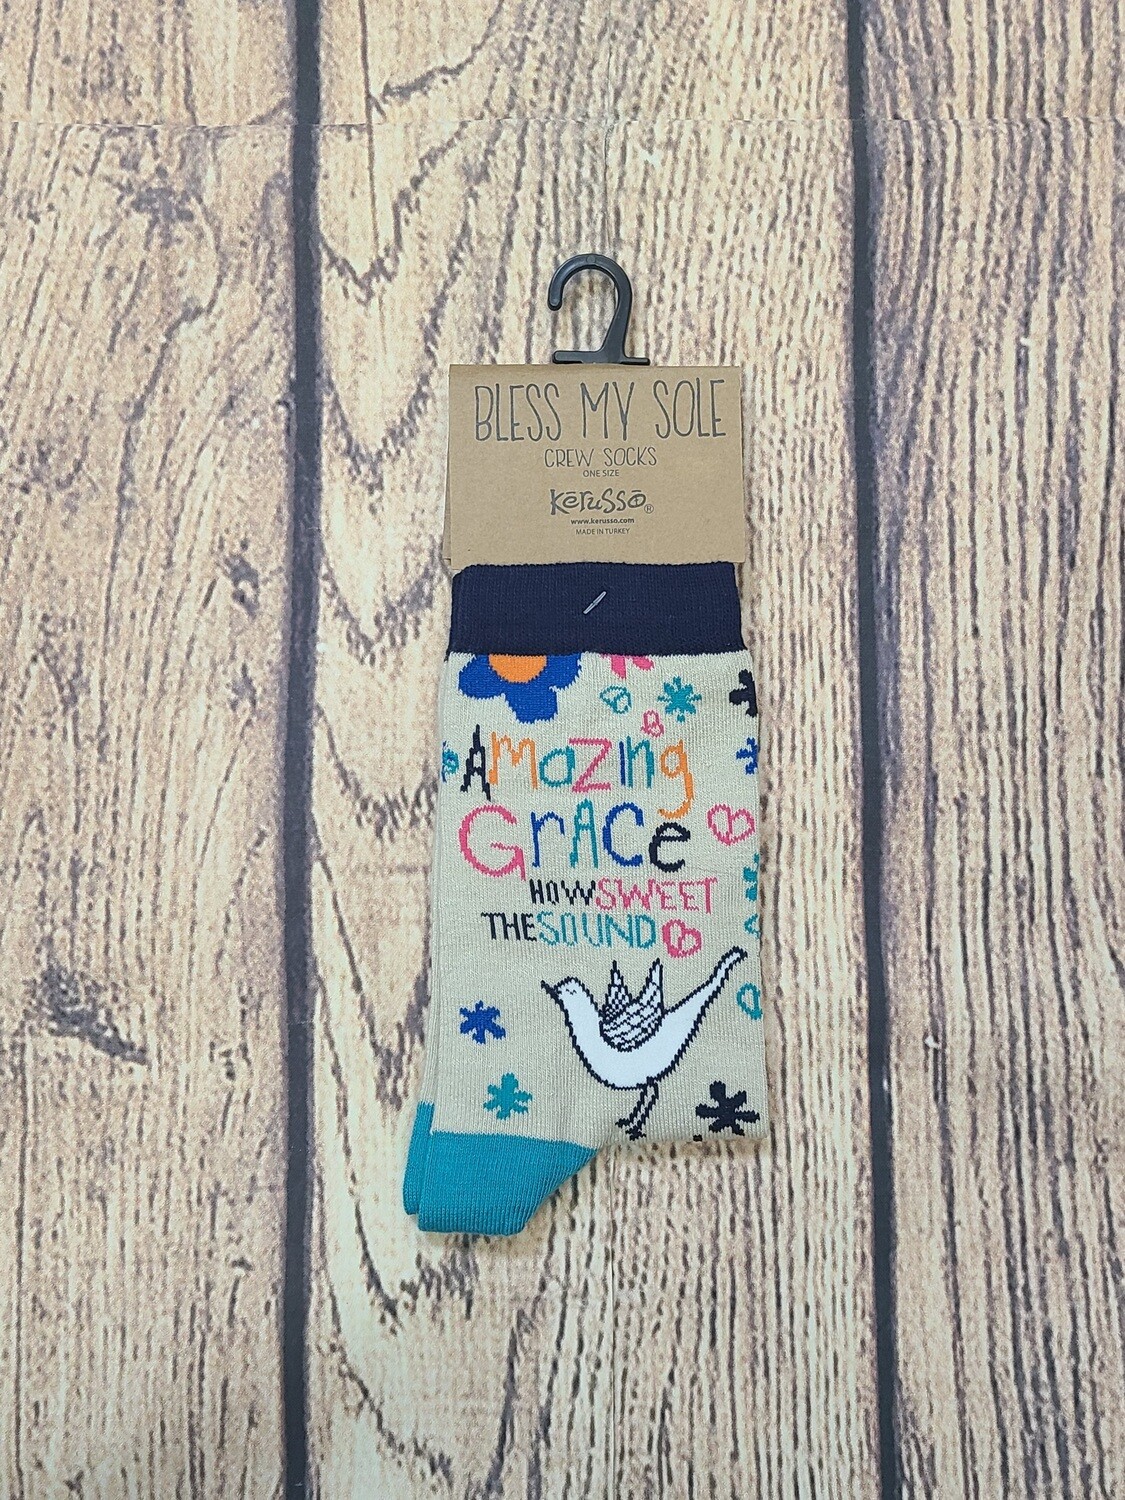 BLESS MY SOLE
CREW SOCKS
ONE SIZE
kerusso®
www.kerusso.com
MADE IN TURKEY
Amazing
GrACe
HOW SWEET
THE SOUND